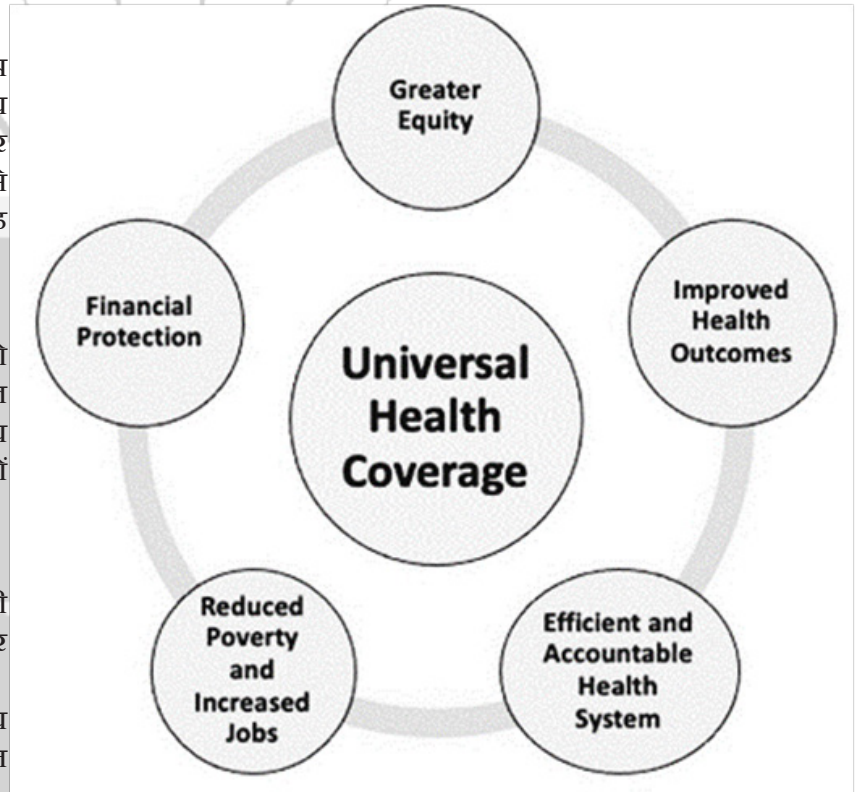 Greater
Equity
Improved
Health
Outcomes
Efficient and
Accountable
Health
System
Reduced
Poverty
and
Increased
Jobs
Financial
Protection
Universal
Health
Coverage